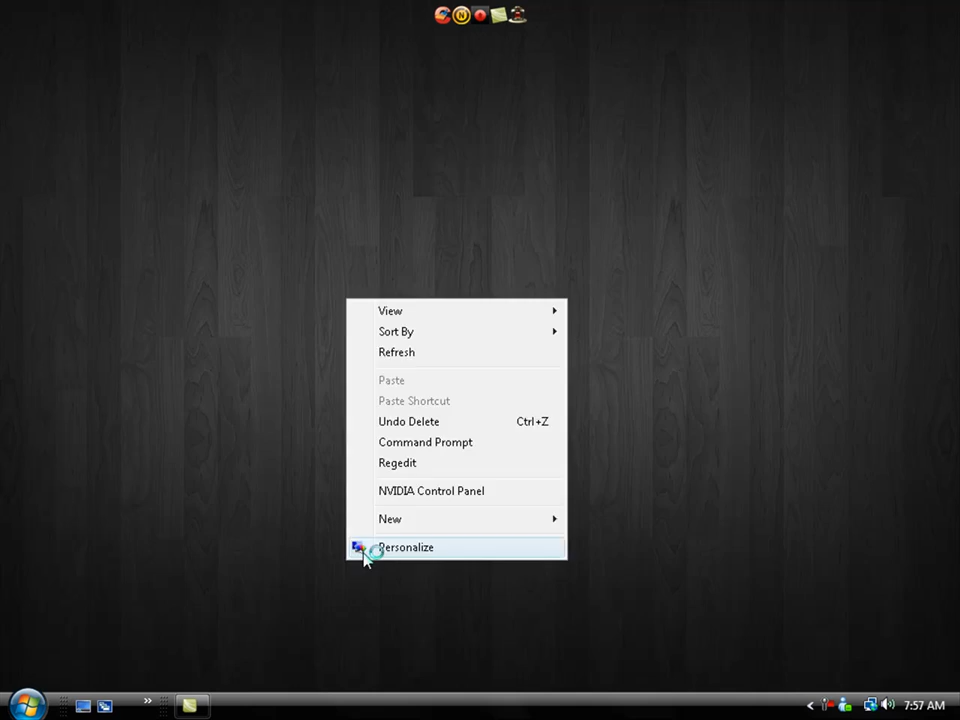 View
Sort By
Refresh
Paste
Paste Shortcut
Undo Delete Ctrl+Z
Command Prompt
Regedit
NVIDIA Control Panel
New
Personalize
7:57 AM